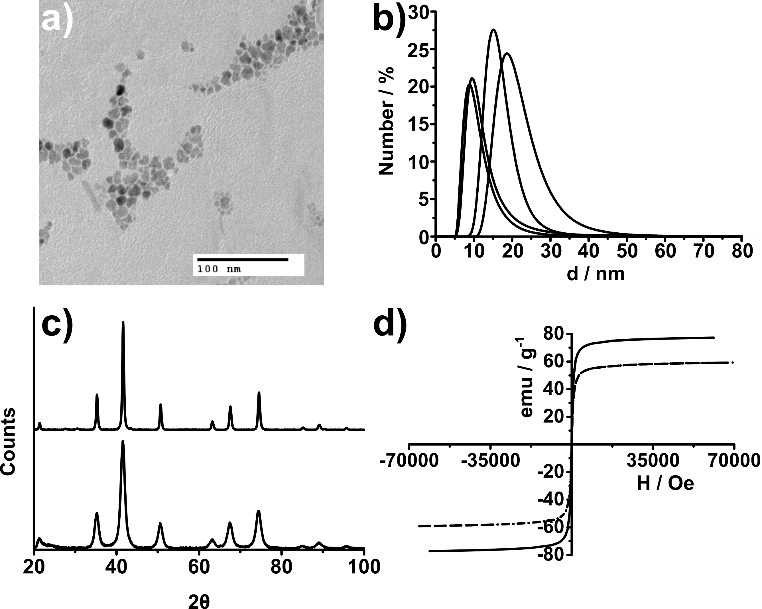 a)
100 nm
b)
Number / %
30
25
20
15
10
5
0
0 10 20 30 40 50 60 70 80
d / nm
c)
Counts
20 40 60 80 100
2θ
d)
emu / g⁻¹
80
60
40
20
-70000 -35000 35000 70000
H / Oe
-20
-40
-60
-80